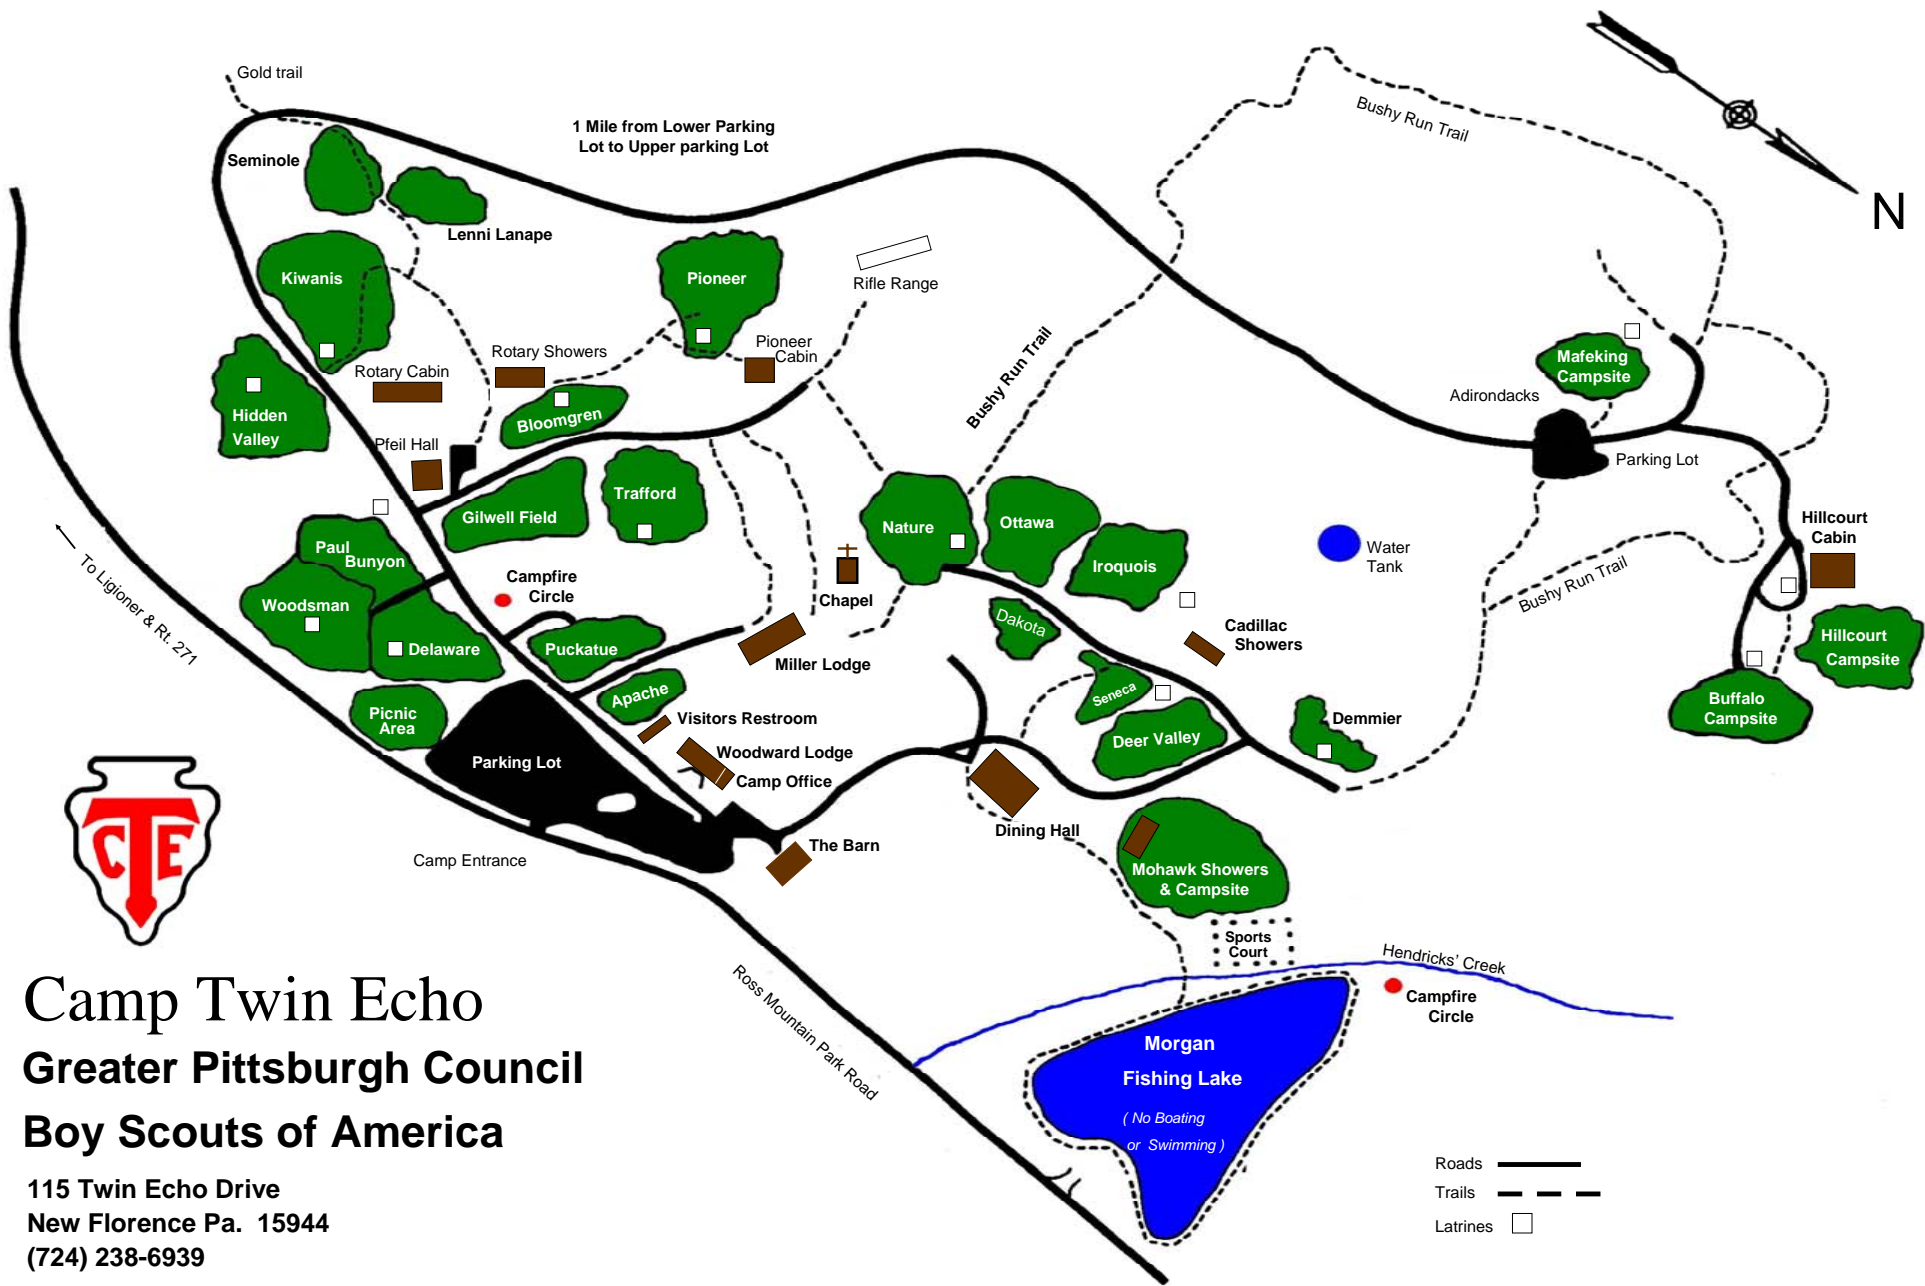 Gold trail
1 Mile from Lower Parking
Lot to Upper parking Lot
Bushy Run Trail
N
Seminole
Lenni Lanape
Kiwanis
Pioneer
Rifle Range
Rotary Showers
Pioneer
Cabin
Rotary Cabin
Bushy Run Trail
Mafeking
Campsite
Adirondacks
Parking Lot
Hidden
Valley
Bloomgren
Pfeil Hall
Gilwell Field
Trafford
Nature
Ottawa
Iroquois
Water
Tank
Hillcourt
Cabin
Bushy Run Trail
Paul
Bunyon
Woodsman
Delaware
To Ligioner & Rt. 271
Campfire
Circle
Puckatue
Chapel
Miller Lodge
Dakota
Cadillac
Showers
Hillcourt
Campsite
Buffalo
Campsite
Apache
Seneca
Deer Valley
Demmier
Picnic
Area
Visitors Restroom
Woodward Lodge
Camp Office
Parking Lot
Dining Hall
The Barn
Camp Entrance
Mohawk Showers
& Campsite
Sports
Court
Hendricks' Creek
Campfire
Circle
Ross Mountain Park Road
Morgan
Fishing Lake
( No Boating
or Swimming )
CTE
Camp Twin Echo
Greater Pittsburgh Council
Boy Scouts of America
115 Twin Echo Drive
New Florence Pa. 15944
(724) 238-6939
Roads
Trails
Latrines